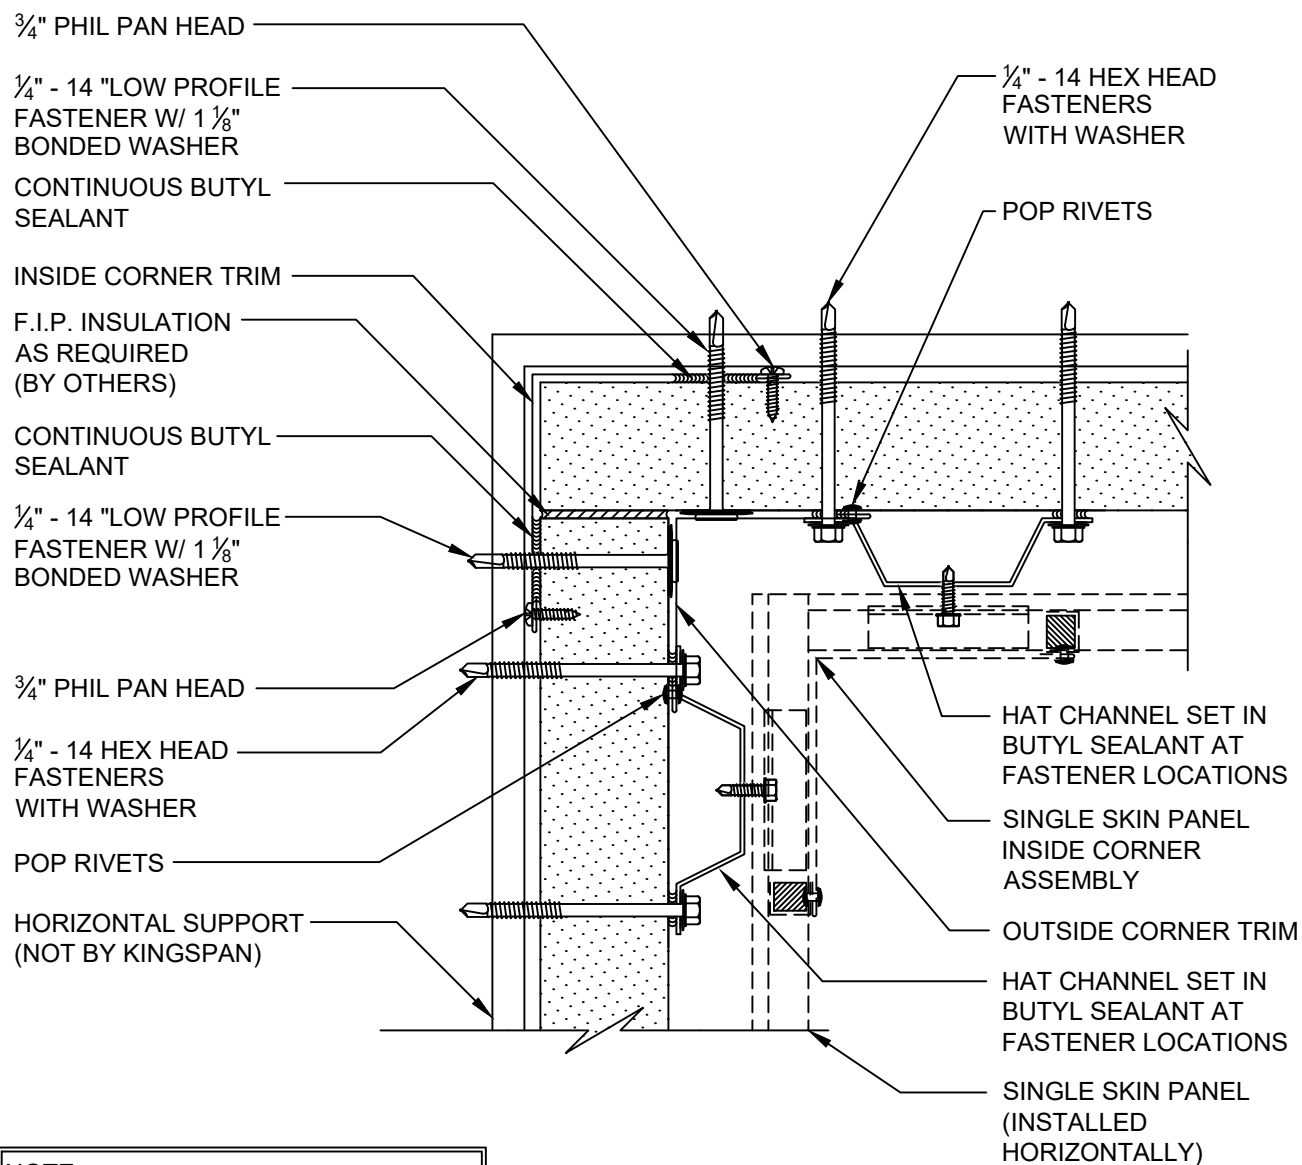 ¾" PHIL PAN HEAD
¼" - 14 "LOW PROFILE
FASTENER W/ 1 ⅛"
BONDED WASHER
CONTINUOUS BUTYL
SEALANT
INSIDE CORNER TRIM
F.I.P. INSULATION
AS REQUIRED
(BY OTHERS)
CONTINUOUS BUTYL
SEALANT
¼" - 14 "LOW PROFILE
FASTENER W/ 1 ⅛"
BONDED WASHER
¾" PHIL PAN HEAD
¼" - 14 HEX HEAD
FASTENERS
WITH WASHER
POP RIVETS
HORIZONTAL SUPPORT
(NOT BY KINGSPAN)
¼" - 14 HEX HEAD
FASTENERS
WITH WASHER
POP RIVETS
HAT CHANNEL SET IN
BUTYL SEALANT AT
FASTENER LOCATIONS
SINGLE SKIN PANEL
INSIDE CORNER
ASSEMBLY
OUTSIDE CORNER TRIM
HAT CHANNEL SET IN
BUTYL SEALANT AT
FASTENER LOCATIONS
SINGLE SKIN PANEL
(INSTALLED
HORIZONTALLY)